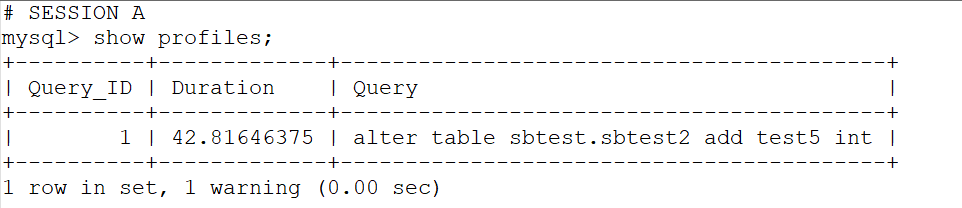 # SESSION A
mysql> show profiles;
+----------+-------------+------------------------------------------+
| Query_ID | Duration    | Query                                    |
+----------+-------------+------------------------------------------+
|        1 | 42.81646375 | alter table sbtest.sbtest2 add test5 int |
+----------+-------------+------------------------------------------+
1 row in set, 1 warning (0.00 sec)